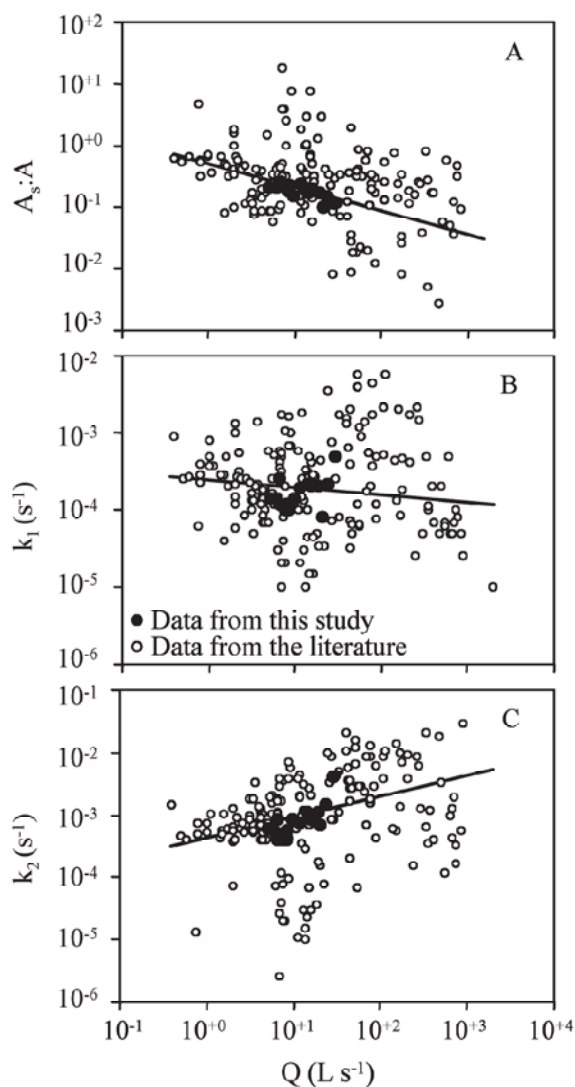 10⁺²
A
10⁺¹
10⁺⁰
10⁻¹
10⁻²
10⁻³
Aₛ:A
10⁻²
B
10⁻³
10⁻⁴
10⁻⁵
10⁻⁶
k₁ (s⁻¹)
● Data from this study
○ Data from the literature
10⁻¹
C
10⁻²
10⁻³
10⁻⁴
10⁻⁵
10⁻⁶
k₂ (s⁻¹)
10⁻¹ 10⁺⁰ 10⁺¹ 10⁺² 10⁺³ 10⁺⁴
Q (L s⁻¹)